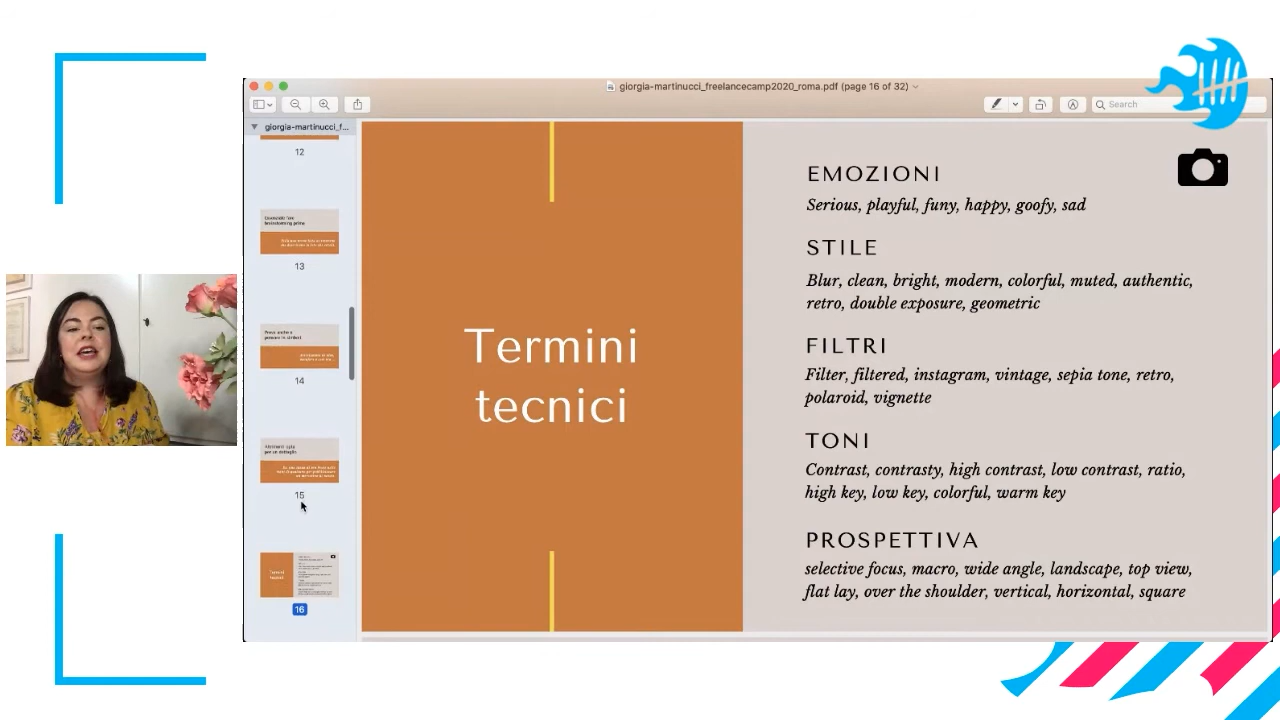 giorgia-martinucci_freelancecamp2020_roma.pdf (page 16 of 32)
Search
giorgia-martinucci_f...
12
13
14
15
Termini
tecnici
16
Termini
tecnici
EMOZIONI
Serious, playful, funy, happy, goofy, sad
STILE
Blur, clean, bright, modern, colorful, muted, authentic,
retro, double exposure, geometric
FILTRI
Filter, filtered, instagram, vintage, sepia tone, retro,
polaroid, vignette
TONI
Contrast, contrasty, high contrast, low contrast, ratio,
high key, low key, colorful, warm key
PROSPETTIVA
selective focus, macro, wide angle, landscape, top view,
flat lay, over the shoulder, vertical, horizontal, square